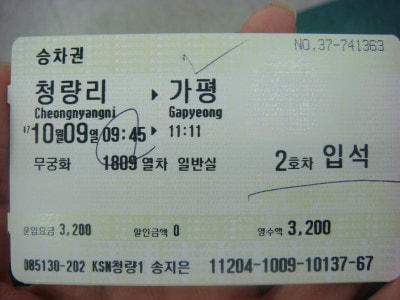 승차권 NO.37-741363
청량리 ▸ 가평
Cheongnyangni Gapyeong
10월09일 09:45 ▸ 11:11
무궁화 1809 열차 일반실 2호차 입석
운임요금 3,200 할인금액 0 영수액 3,200
085130-202 KSN청량1 송지은 11204-1009-10137-67